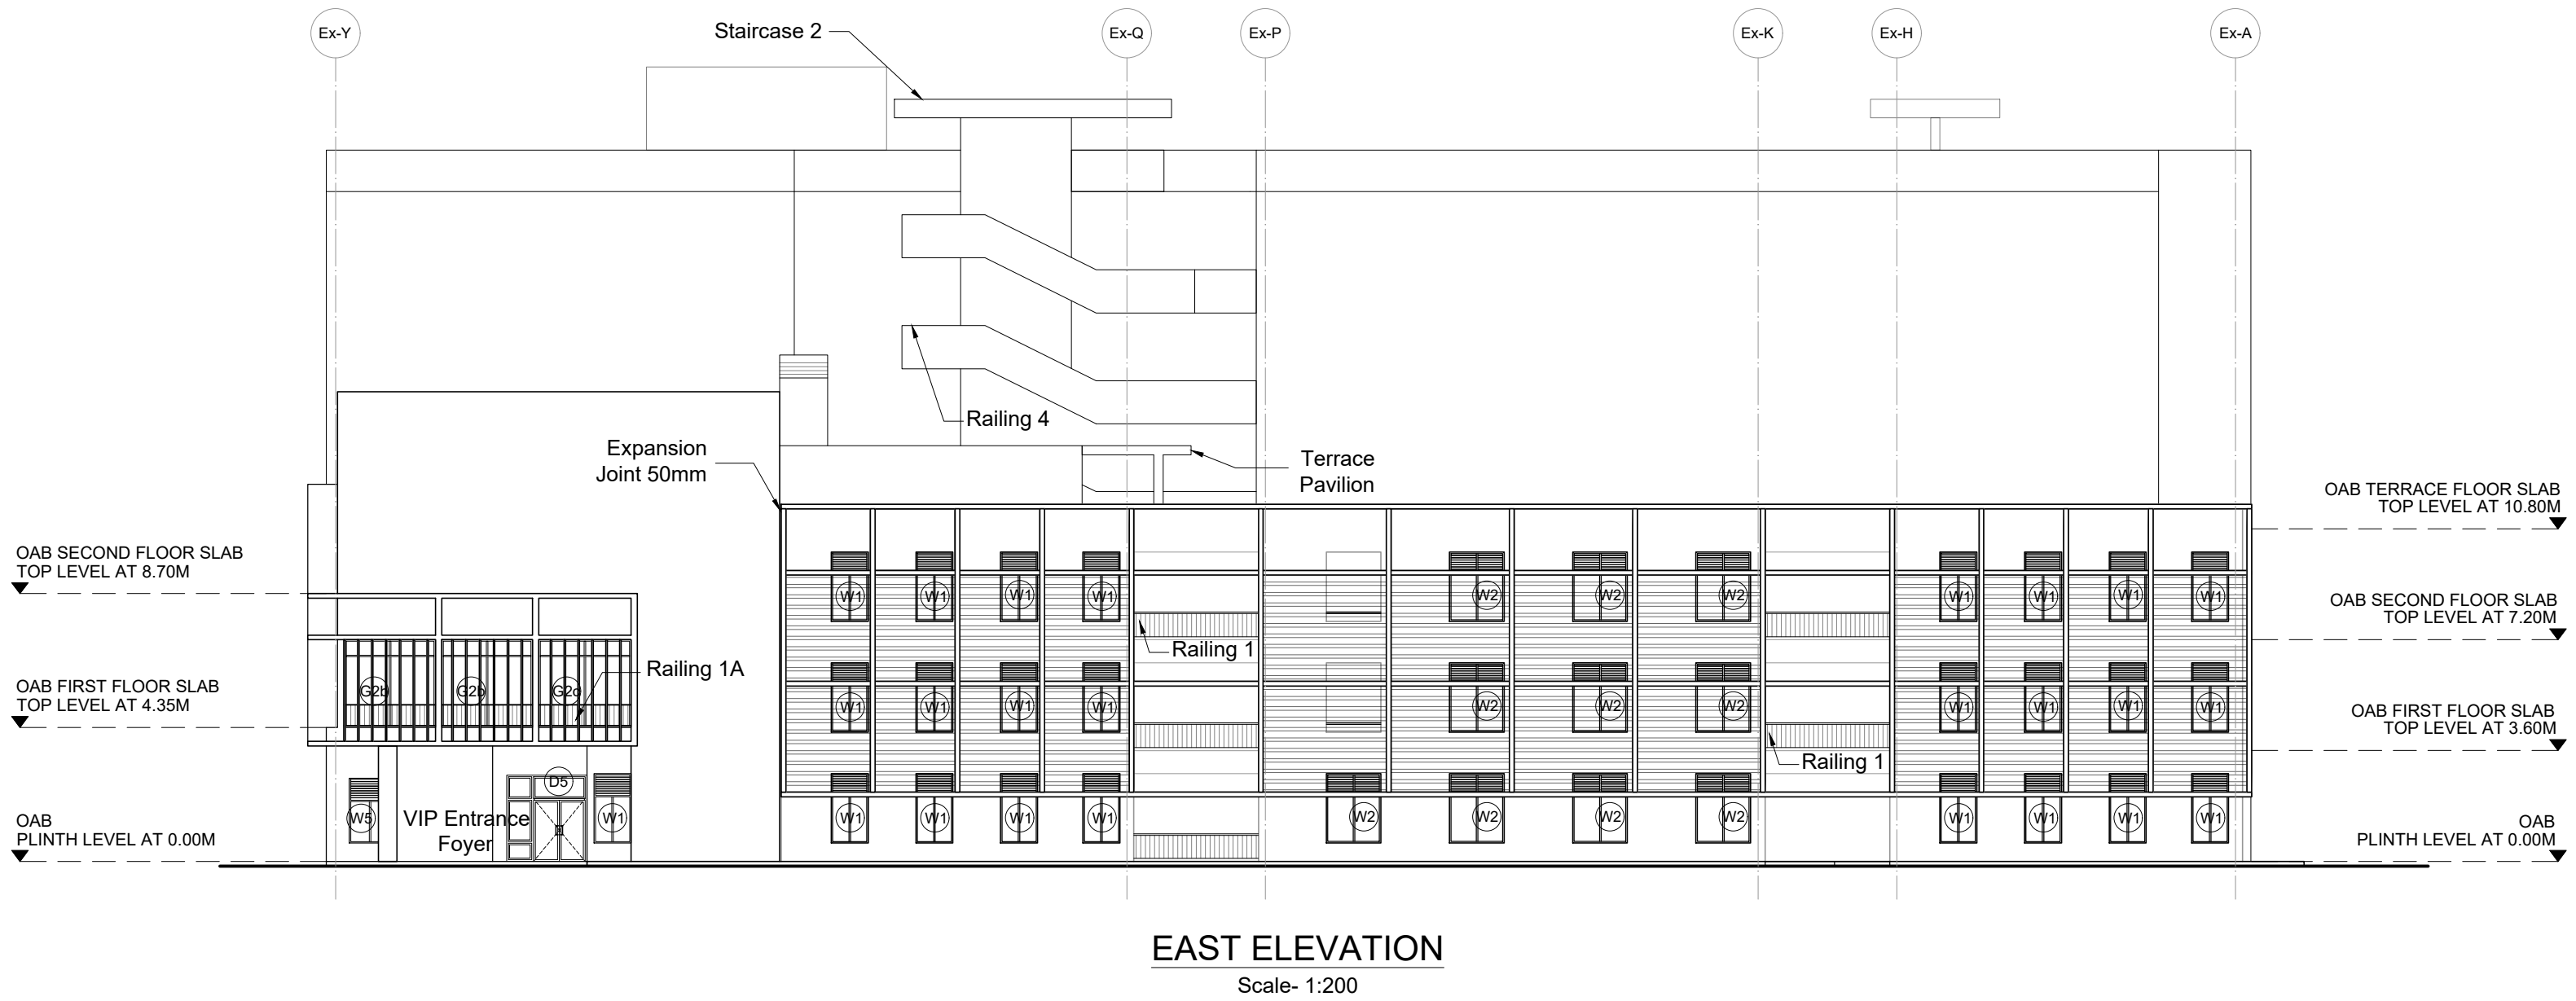 Ex-Y
Ex-Q
Ex-P
Ex-K
Ex-H
Ex-A
Staircase 2
Railing 4
Expansion
Joint 50mm
Terrace
Pavilion
OAB TERRACE FLOOR SLAB
TOP LEVEL AT 10.80M
OAB SECOND FLOOR SLAB
TOP LEVEL AT 8.70M
OAB SECOND FLOOR SLAB
TOP LEVEL AT 7.20M
W1 W1 W1 W1 W2 W2 W2 W1 W1 W1 W1
Railing 1
Railing 1A
OAB FIRST FLOOR SLAB
TOP LEVEL AT 4.35M
G2b G2b G2d
OAB FIRST FLOOR SLAB
TOP LEVEL AT 3.60M
W1 W1 W1 W1 W2 W2 W2 W1 W1 W1 W1
Railing 1
D5
OAB
PLINTH LEVEL AT 0.00M
W5
VIP Entrance
Foyer
W1
W1 W1 W1 W1 W2 W2 W2 W2 W1 W1 W1 W1
OAB
PLINTH LEVEL AT 0.00M
EAST ELEVATION
Scale- 1:200